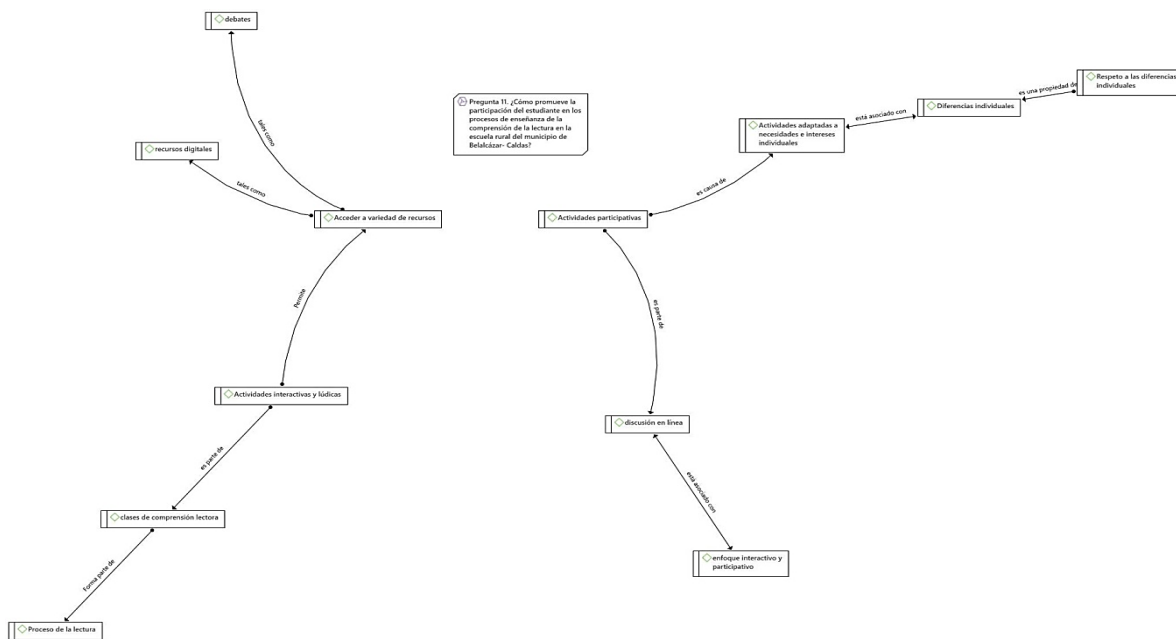 debates
tales como
recursos digitales
tales como
Acceder a variedad de recursos
Permite
Actividades interactivas y lúdicas
es parte de
clases de comprensión lectora
Forma parte de
Proceso de la lectura
Pregunta 11. ¿Cómo promueve la
participación del estudiante en los
procesos de enseñanza de la
comprensión de la lectura en la
escuela rural del municipio de
Belalcázar- Caldas?
Respeto a las diferencias
individuales
es una propiedad de
Diferencias individuales
está asociado con
Actividades adaptadas a
necesidades e intereses
individuales
es causa de
Actividades participativas
es parte de
discusión en línea
está asociado con
enfoque interactivo y
participativo